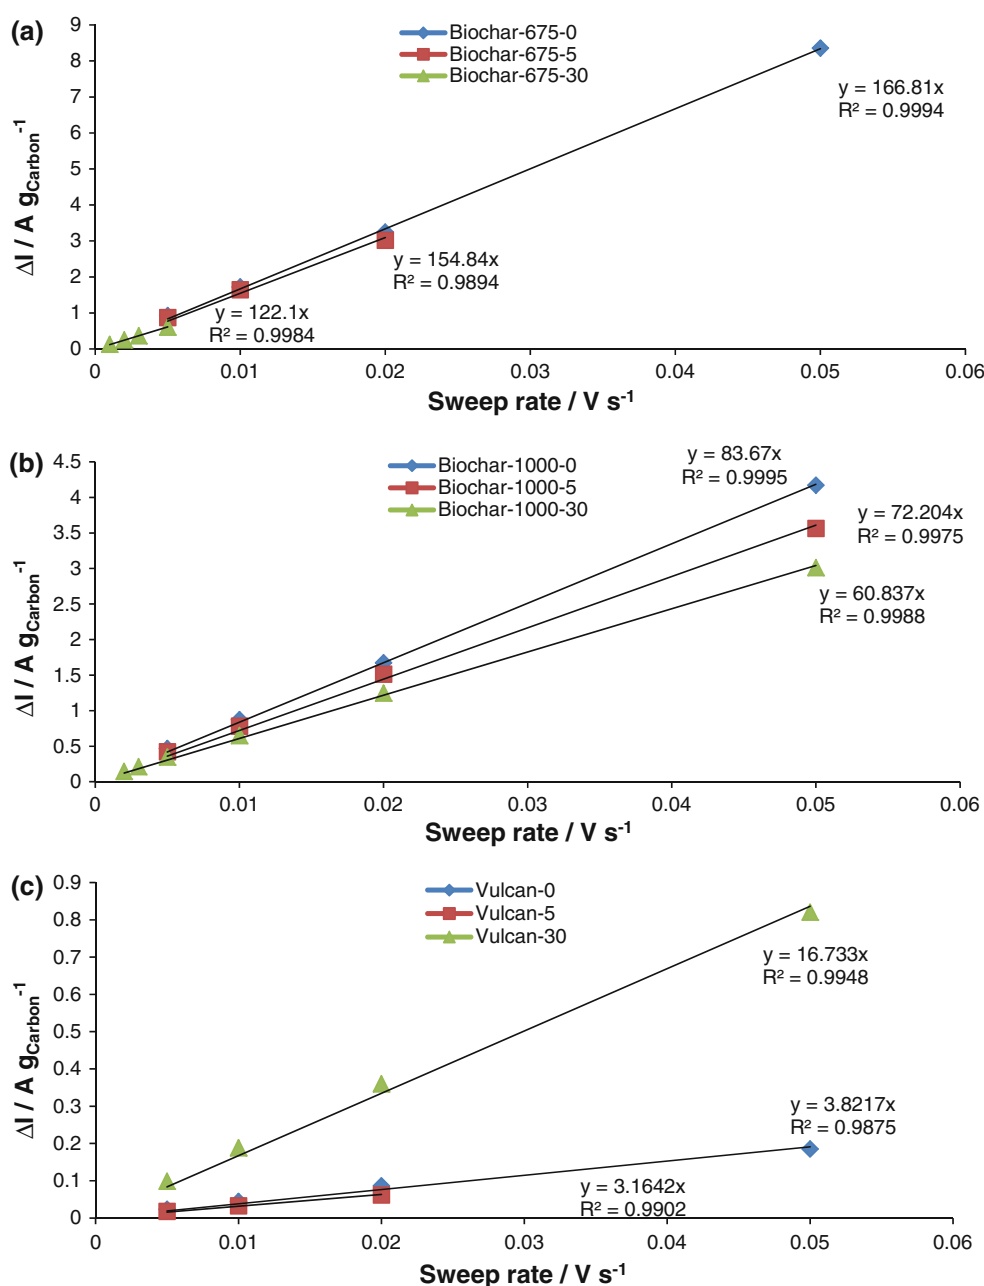 (a)
9
8
7
6
5
4
3
2
1
0
ΔI / A g_Carbon^-1
Biochar-675-0
Biochar-675-5
Biochar-675-30
y = 166.81x
R² = 0.9994
y = 154.84x
R² = 0.9894
y = 122.1x
R² = 0.9984
0 0.01 0.02 0.03 0.04 0.05 0.06
Sweep rate / V s^-1
(b)
4.5
4
3.5
3
2.5
2
1.5
1
0.5
0
ΔI / A g_Carbon^-1
Biochar-1000-0
Biochar-1000-5
Biochar-1000-30
y = 83.67x
R² = 0.9995
y = 72.204x
R² = 0.9975
y = 60.837x
R² = 0.9988
0 0.01 0.02 0.03 0.04 0.05 0.06
Sweep rate / V s^-1
(c)
0.9
0.8
0.7
0.6
0.5
0.4
0.3
0.2
0.1
0
ΔI / A g_Carbon^-1
Vulcan-0
Vulcan-5
Vulcan-30
y = 16.733x
R² = 0.9948
y = 3.8217x
R² = 0.9875
y = 3.1642x
R² = 0.9902
0 0.01 0.02 0.03 0.04 0.05 0.06
Sweep rate / V s^-1